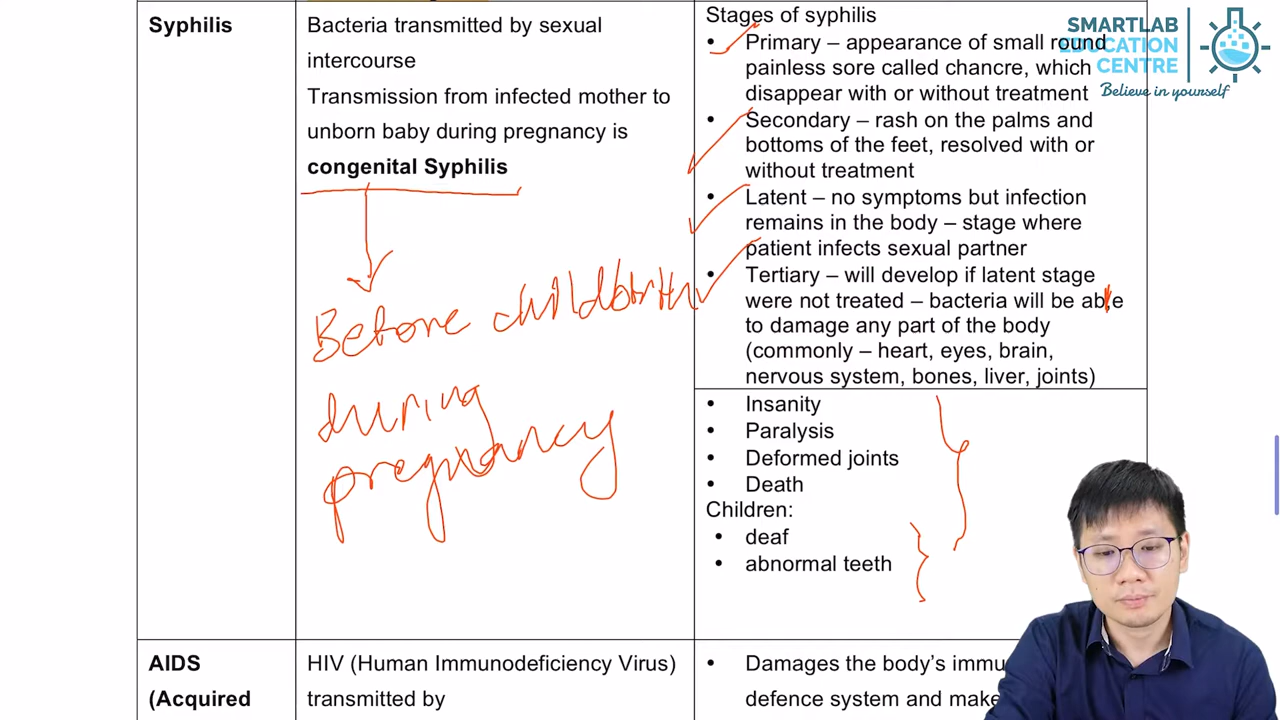 Syphilis
Bacteria transmitted by sexual
intercourse
Transmission from infected mother to
unborn baby during pregnancy is
congenital Syphilis
Before childbirth
during
pregnancy
Stages of syphilis
• Primary – appearance of small round
painless sore called chancre, which
disappear with or without treatment
• Secondary – rash on the palms and
bottoms of the feet, resolved with or
without treatment
• Latent – no symptoms but infection
remains in the body – stage where
patient infects sexual partner
• Tertiary – will develop if latent stage
were not treated – bacteria will be able
to damage any part of the body
(commonly – heart, eyes, brain,
nervous system, bones, liver, joints)
• Insanity
• Paralysis
• Deformed joints
• Death
Children:
• deaf
• abnormal teeth
AIDS
(Acquired
HIV (Human Immunodeficiency Virus)
transmitted by
• Damages the body's immu
defence system and make
SMARTLAB
EDUCATION
CENTRE
Believe in yourself